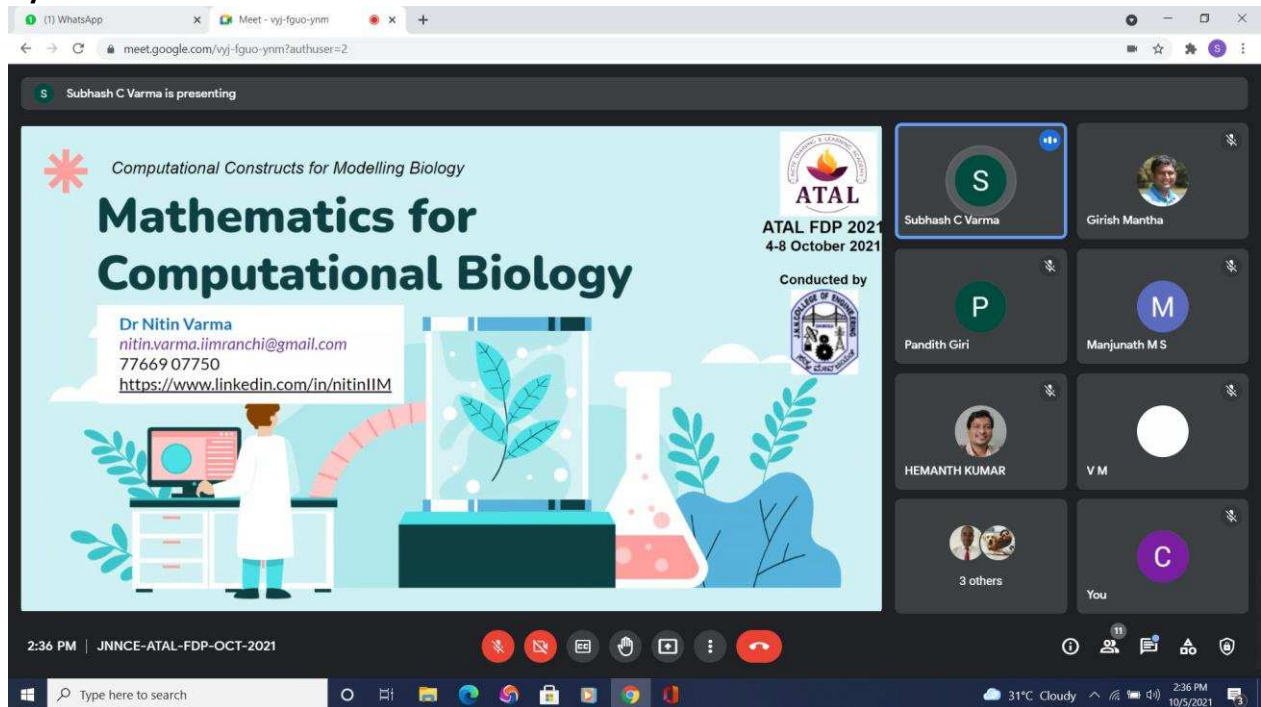 (1) WhatsApp
Meet - vyj-fguo-ynm
meet.google.com/vyj-fguo-ynm?authuser=2
S
S Subhash C Varma is presenting
Computational Constructs for Modelling Biology
Mathematics for
Computational Biology
Dr Nitin Varma
nitin.varma.iimranchi@gmail.com
77669 07750
https://www.linkedin.com/in/nitinIIM
ATAL
ATAL FDP 2021
4-8 October 2021
Conducted by
S
Subhash C Varma
Girish Mantha
P
Pandith Giri
M
Manjunath M S
HEMANTH KUMAR
V M
3 others
C
You
2:36 PM | JNNCE-ATAL-FDP-OCT-2021
CC
11
Type here to search
31°C Cloudy
2:36 PM
10/5/2021
3